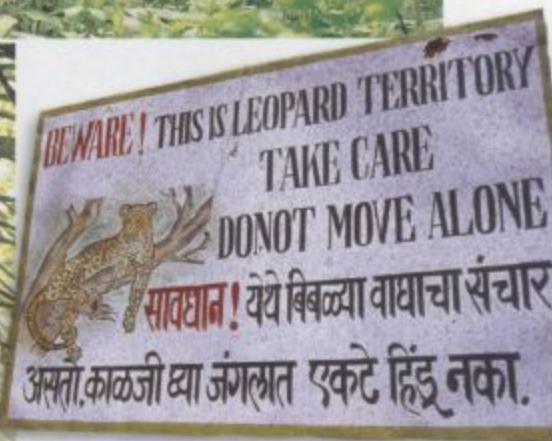 BEWARE! THIS IS LEOPARD TERRITORY
TAKE CARE
DONOT MOVE ALONE
सावधान! येथे बिबळ्या वाघाचा संचार
असतो.काळजी घ्या जंगलात एकटे हिंडू नका.